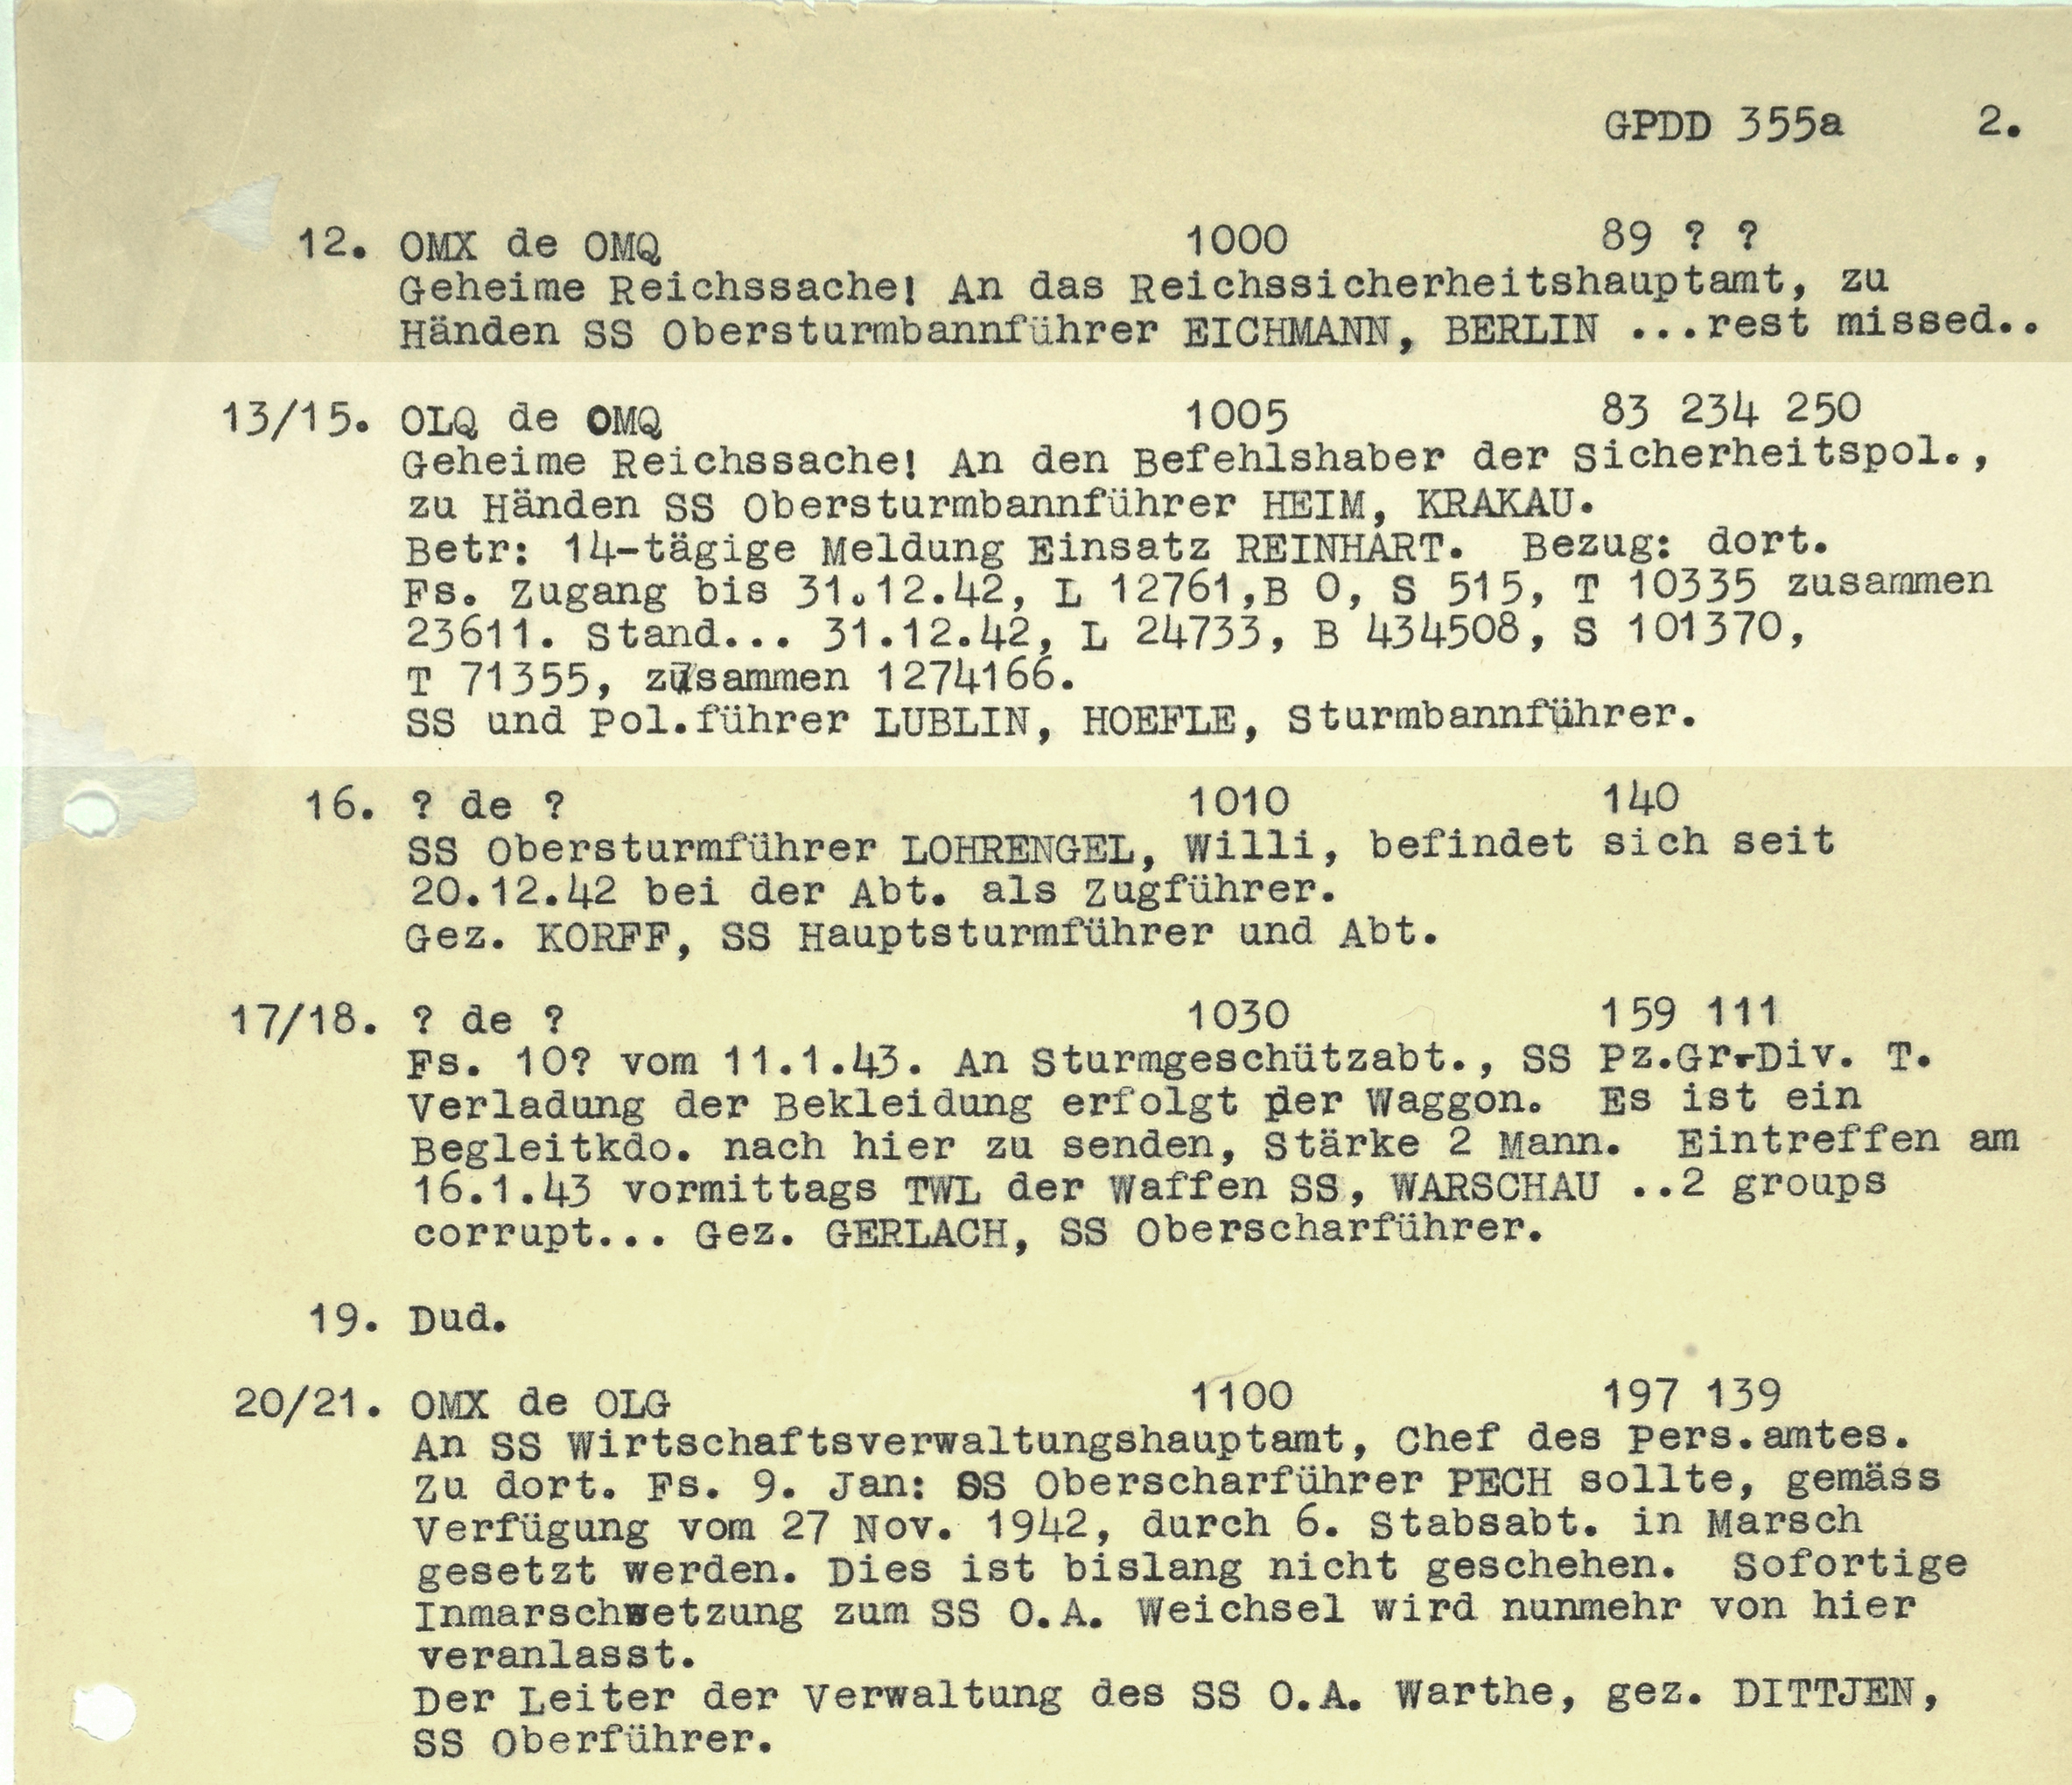 GPDD 355a 2.
12. OMX de OMQ 1000 89 ? ?
Geheime Reichssache! An das Reichssicherheitshauptamt, zu
Händen SS Obersturmbannführer EICHMANN, BERLIN ...rest missed..
13/15. OLQ de OMQ 1005 83 234 250
Geheime Reichssache! An den Befehlshaber der Sicherheitspol.,
zu Händen SS Obersturmbannführer HEIM, KRAKAU.
Betr: 14-tägige Meldung Einsatz REINHART. Bezug: dort.
Fs. Zugang bis 31.12.42, L 12761,B 0, S 515, T 10335 zusammen
23611. Stand... 31.12.42, L 24733, B 434508, S 101370,
T 71355, zusammen 1274166.
SS und Pol.führer LUBLIN, HOEFLE, Sturmbannführer.
16. ? de ? 1010 140
SS Obersturmführer LOHRENGEL, Willi, befindet sich seit
20.12.42 bei der Abt. als Zugführer.
Gez. KORFF, SS Hauptsturmführer und Abt.
17/18. ? de ? 1030 159 111
Fs. 10? vom 11.1.43. An Sturmgeschützabt., SS Pz.Gr-Div. T.
Verladung der Bekleidung erfolgt per Waggon. Es ist ein
Begleitkdo. nach hier zu senden, Stärke 2 Mann. Eintreffen am
16.1.43 vormittags TWL der Waffen SS, WARSCHAU ..2 groups
corrupt... Gez. GERLACH, SS Oberscharführer.
19. Dud.
20/21. OMX de OLG 1100 197 139
An SS Wirtschaftsverwaltungshauptamt, Chef des Pers.amtes.
Zu dort. Fs. 9. Jan: SS Oberscharführer PECH sollte, gemäss
Verfügung vom 27 Nov. 1942, durch 6. Stabsabt. in Marsch
gesetzt werden. Dies ist bislang nicht geschehen. Sofortige
Inmarschsetzung zum SS O.A. Weichsel wird nunmehr von hier
veranlasst.
Der Leiter der Verwaltung des SS O.A. Warthe, gez. DITTJEN,
SS Oberführer.